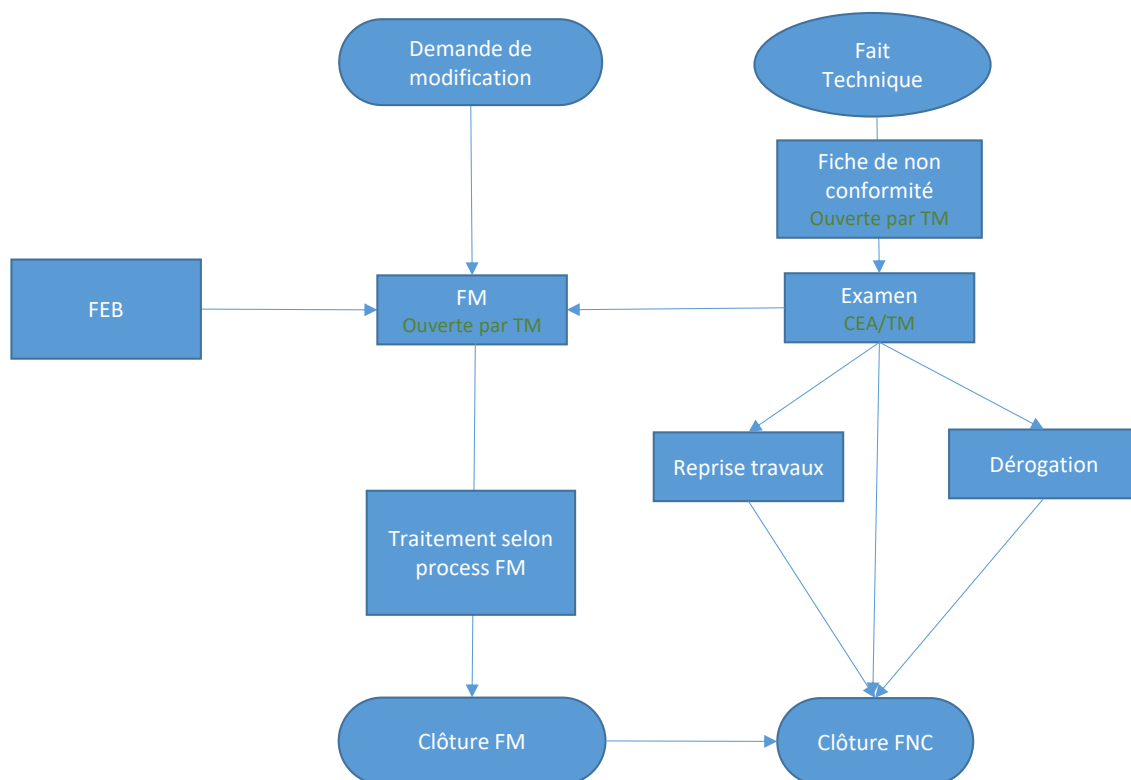 Demande de
modification
Fait
Technique
Fiche de non
conformité
Ouverte par TM
FEB
FM
Ouverte par TM
Examen
CEA/TM
Reprise travaux
Dérogation
Traitement selon
process FM
Clôture FM
Clôture FNC